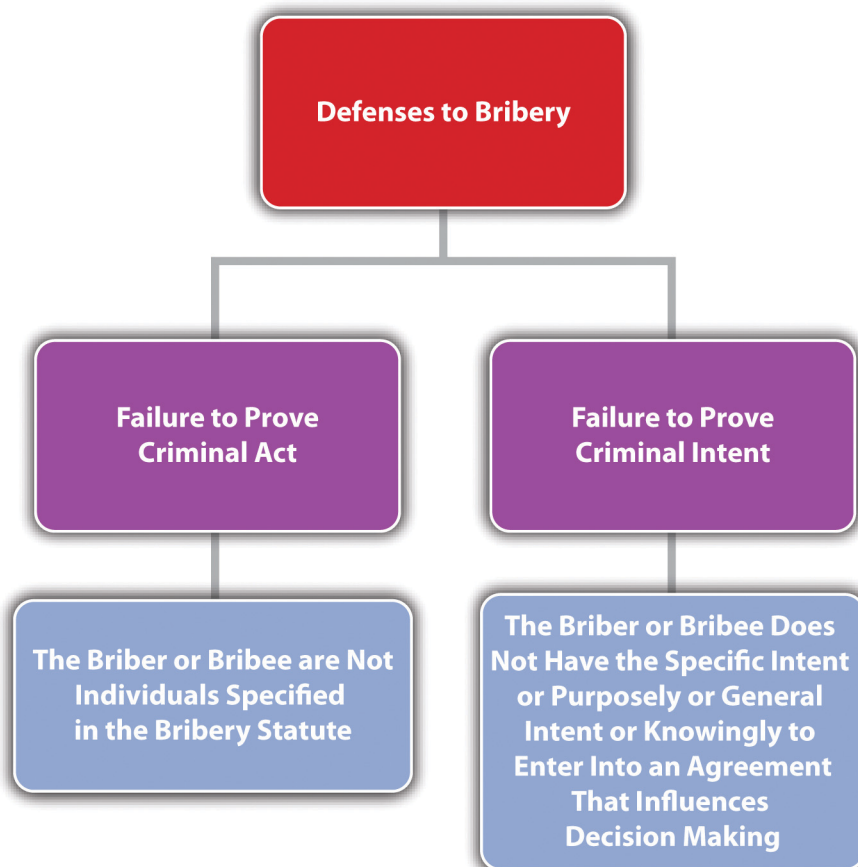 Defenses to Bribery
Failure to Prove
Criminal Act
Failure to Prove
Criminal Intent
The Briber or Bribee are Not
Individuals Specified
in the Bribery Statute
The Briber or Bribee Does
Not Have the Specific Intent
or Purposely or General
Intent or Knowingly to
Enter Into an Agreement
That Influences
Decision Making